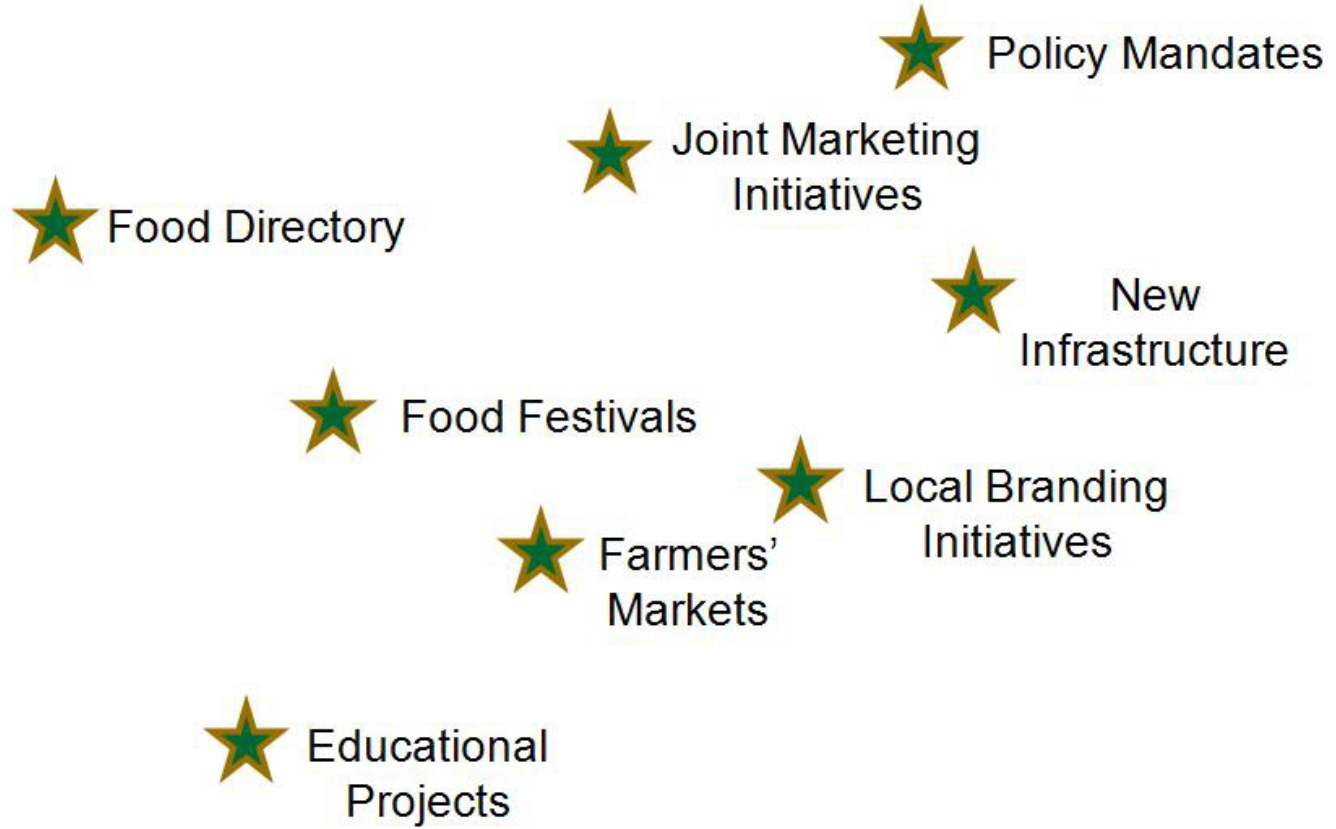 Policy Mandates
Joint Marketing
Initiatives
Food Directory
New
Infrastructure
Food Festivals
Local Branding
Initiatives
Farmers’
Markets
Educational
Projects